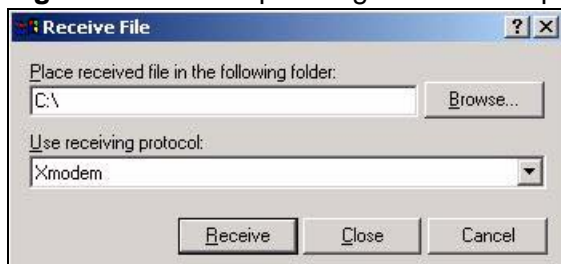 Receive File
Place received file in the following folder:
C:\
Browse...
Use receiving protocol:
Xmodem
Receive Close Cancel